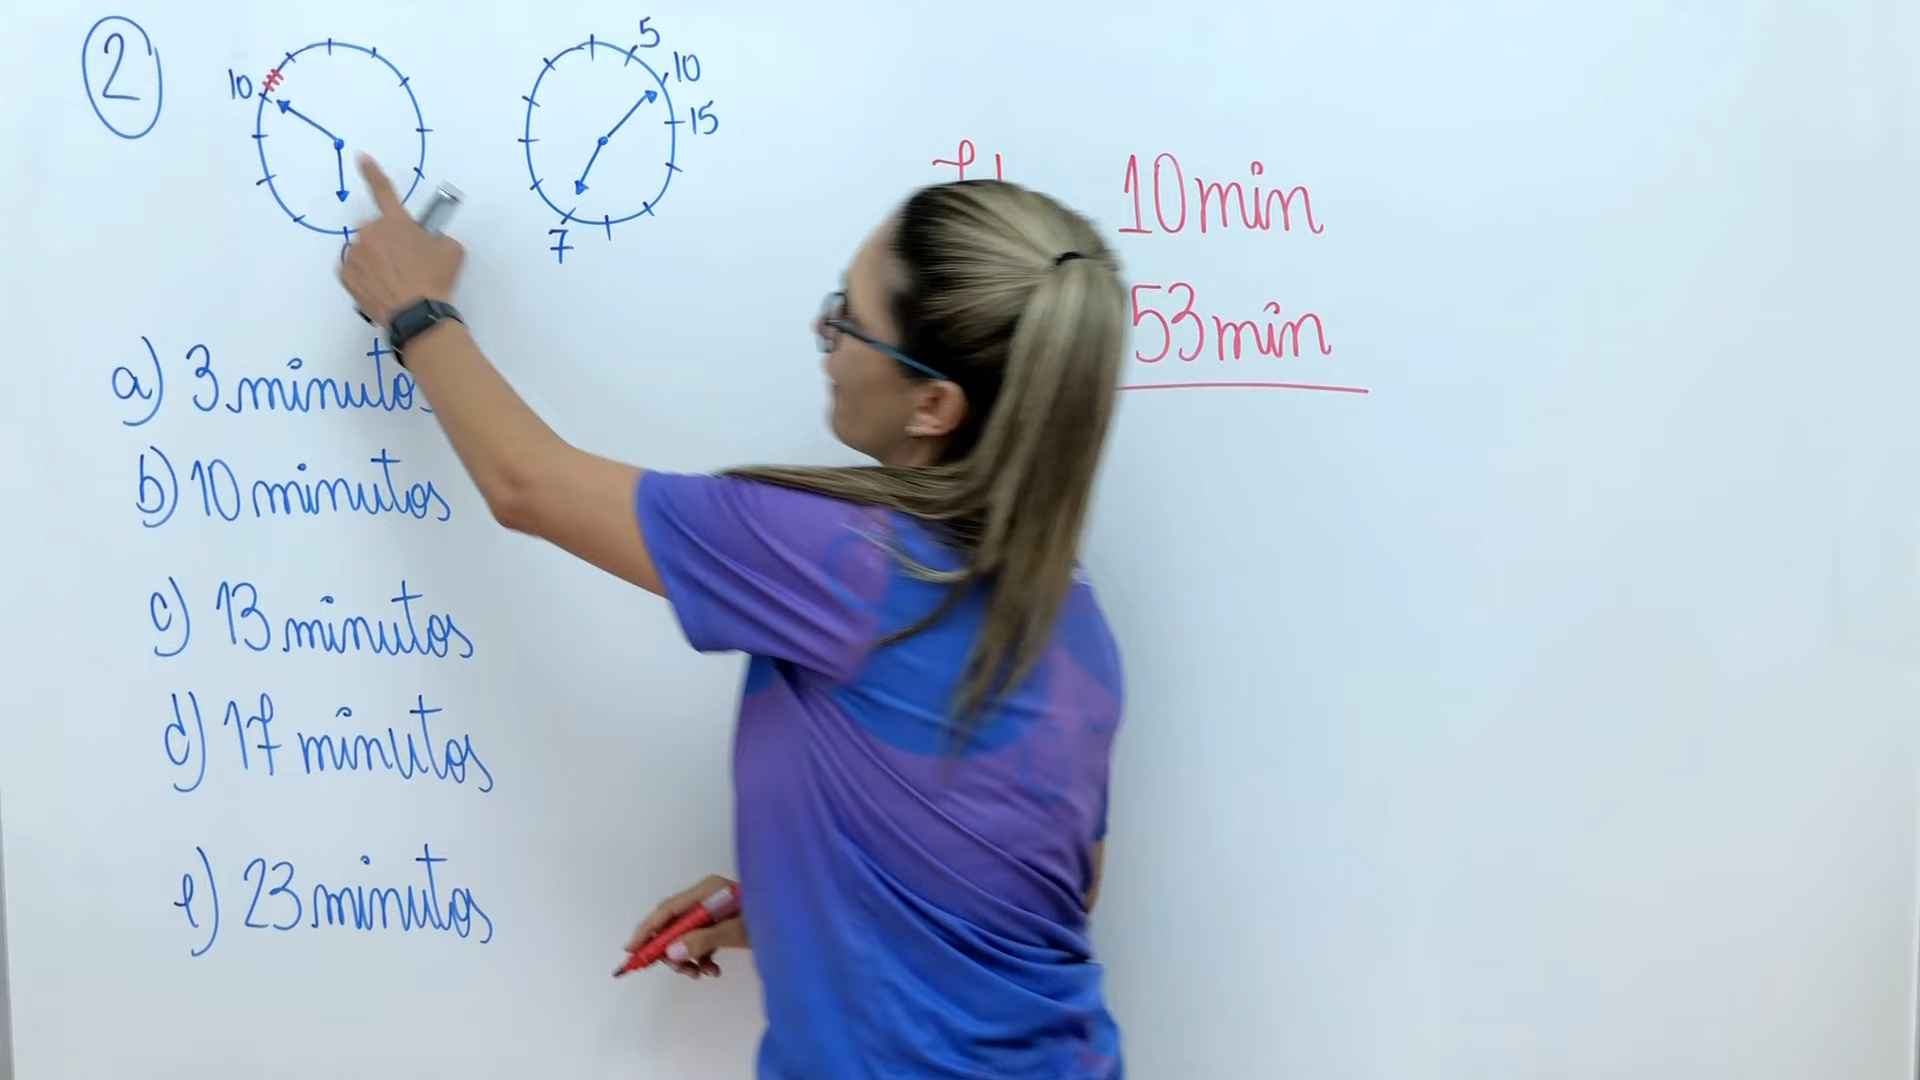 2
10
5
10
15
7
10min
53min
a) 3 minutos
b) 10 minutos
c) 13 minutos
d) 17 minutos
e) 23 minutos